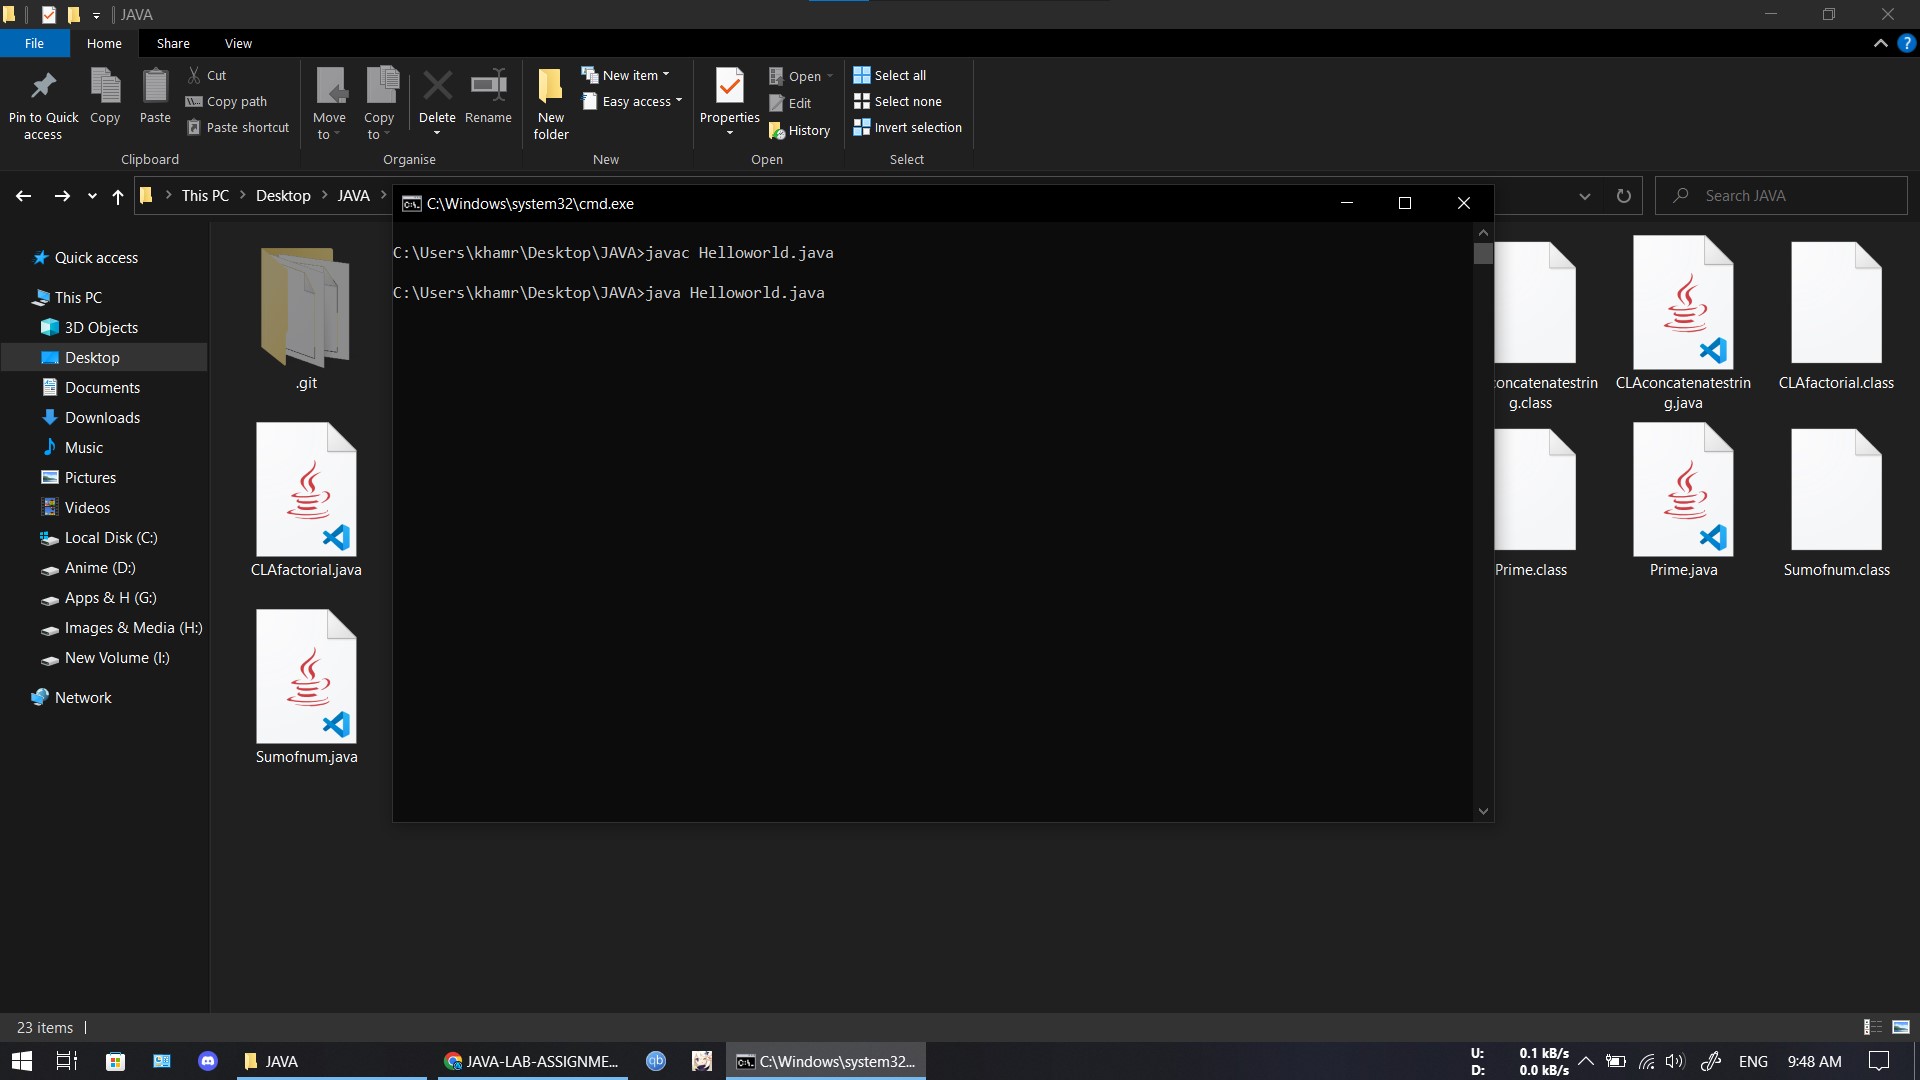 JAVA
File
Home
Share
View
Pin to Quick access
Copy
Paste
Cut
Copy path
Paste shortcut
Clipboard
Move to
Copy to
Delete
Rename
Organise
New folder
New item
Easy access
New
Properties
Open
Edit
History
Open
Select all
Select none
Invert selection
Select
This PC
Desktop
JAVA
Search JAVA
C:\Windows\system32\cmd.exe
C:\Users\khamr\Desktop\JAVA>javac Helloworld.java
C:\Users\khamr\Desktop\JAVA>java Helloworld.java
Quick access
This PC
3D Objects
Desktop
Documents
Downloads
Music
Pictures
Videos
Local Disk (C:)
Anime (D:)
Apps & H (G:)
Images & Media (H:)
New Volume (I:)
Network
.git
concatenatestrin
g.class
CLAconcatenatestrin
g.java
CLAfactorial.class
CLAfactorial.java
Prime.class
Prime.java
Sumofnum.class
Sumofnum.java
23 items
JAVA
JAVA-LAB-ASSIGNME...
qb
C:\Windows\system32...
U: 0.1 kB/s
D: 0.0 kB/s
ENG
9:48 AM